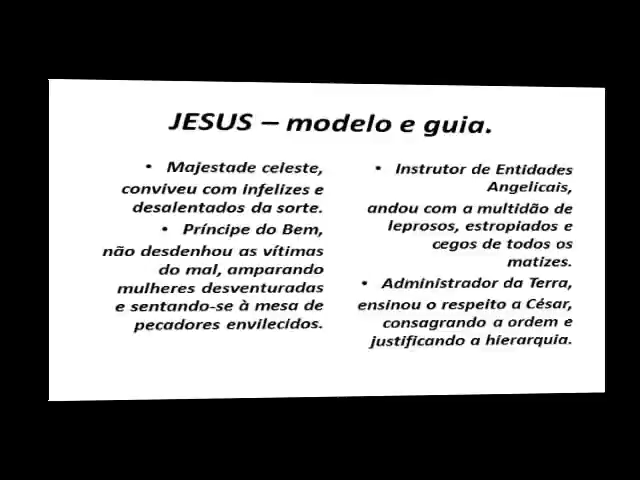 JESUS – modelo e guia.
• Majestade celeste,
conviveu com infelizes e
desalentados da sorte.
• Príncipe do Bem,
não desdenhou as vítimas
do mal, amparando
mulheres desventuradas
e sentando-se à mesa de
pecadores envilecidos.
• Instrutor de Entidades
Angelicais,
andou com a multidão de
leprosos, estropiados e
cegos de todos os
matizes.
• Administrador da Terra,
ensinou o respeito a César,
consagrando a ordem e
justificando a hierarquia.